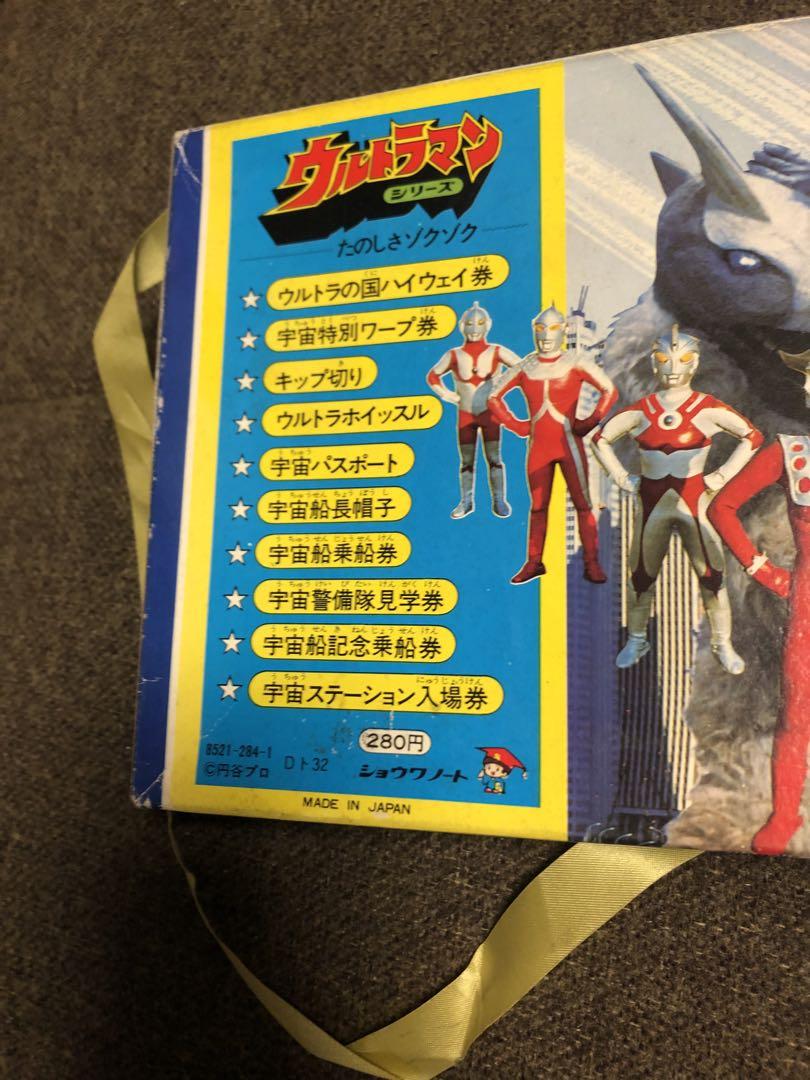 ウルトラマン
シリーズ
たのしさゾクゾク
☆ ウルトラの国ハイウェイ券
☆ 宇宙特別ワープ券
☆ キップ切り
☆ ウルトラホイッスル
☆ 宇宙パスポート
☆ 宇宙船長帽子
☆ 宇宙船乗船券
☆ 宇宙警備隊見学券
☆ 宇宙船記念乗船券
☆ 宇宙ステーション入場券
280円
8521-284-1
©円谷プロ Dト32 ショウワノート
MADE IN JAPAN